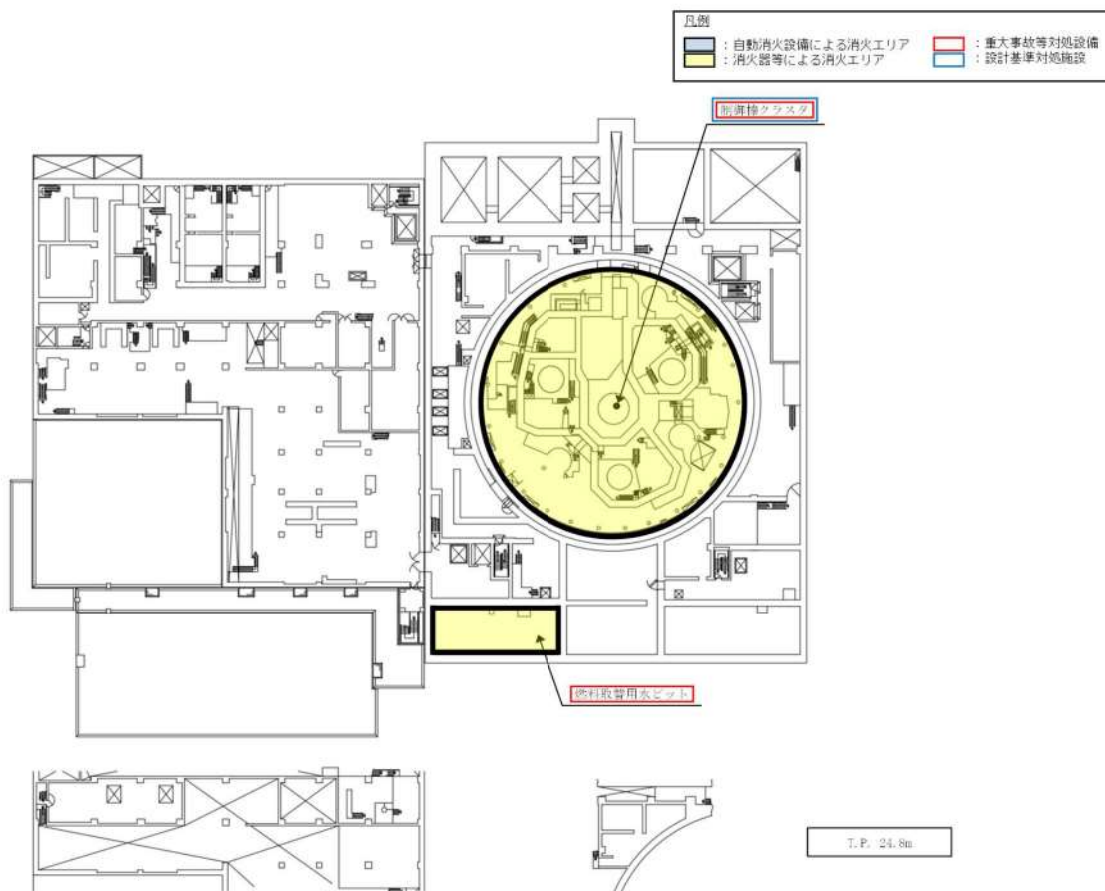 凡例
：自動消火設備による消火エリア
：重大事故等対処設備
：消火器等による消火エリア
：設計基準対処施設
制御棒クラスタ
燃料取替用水ピット
T.P. 24.8m